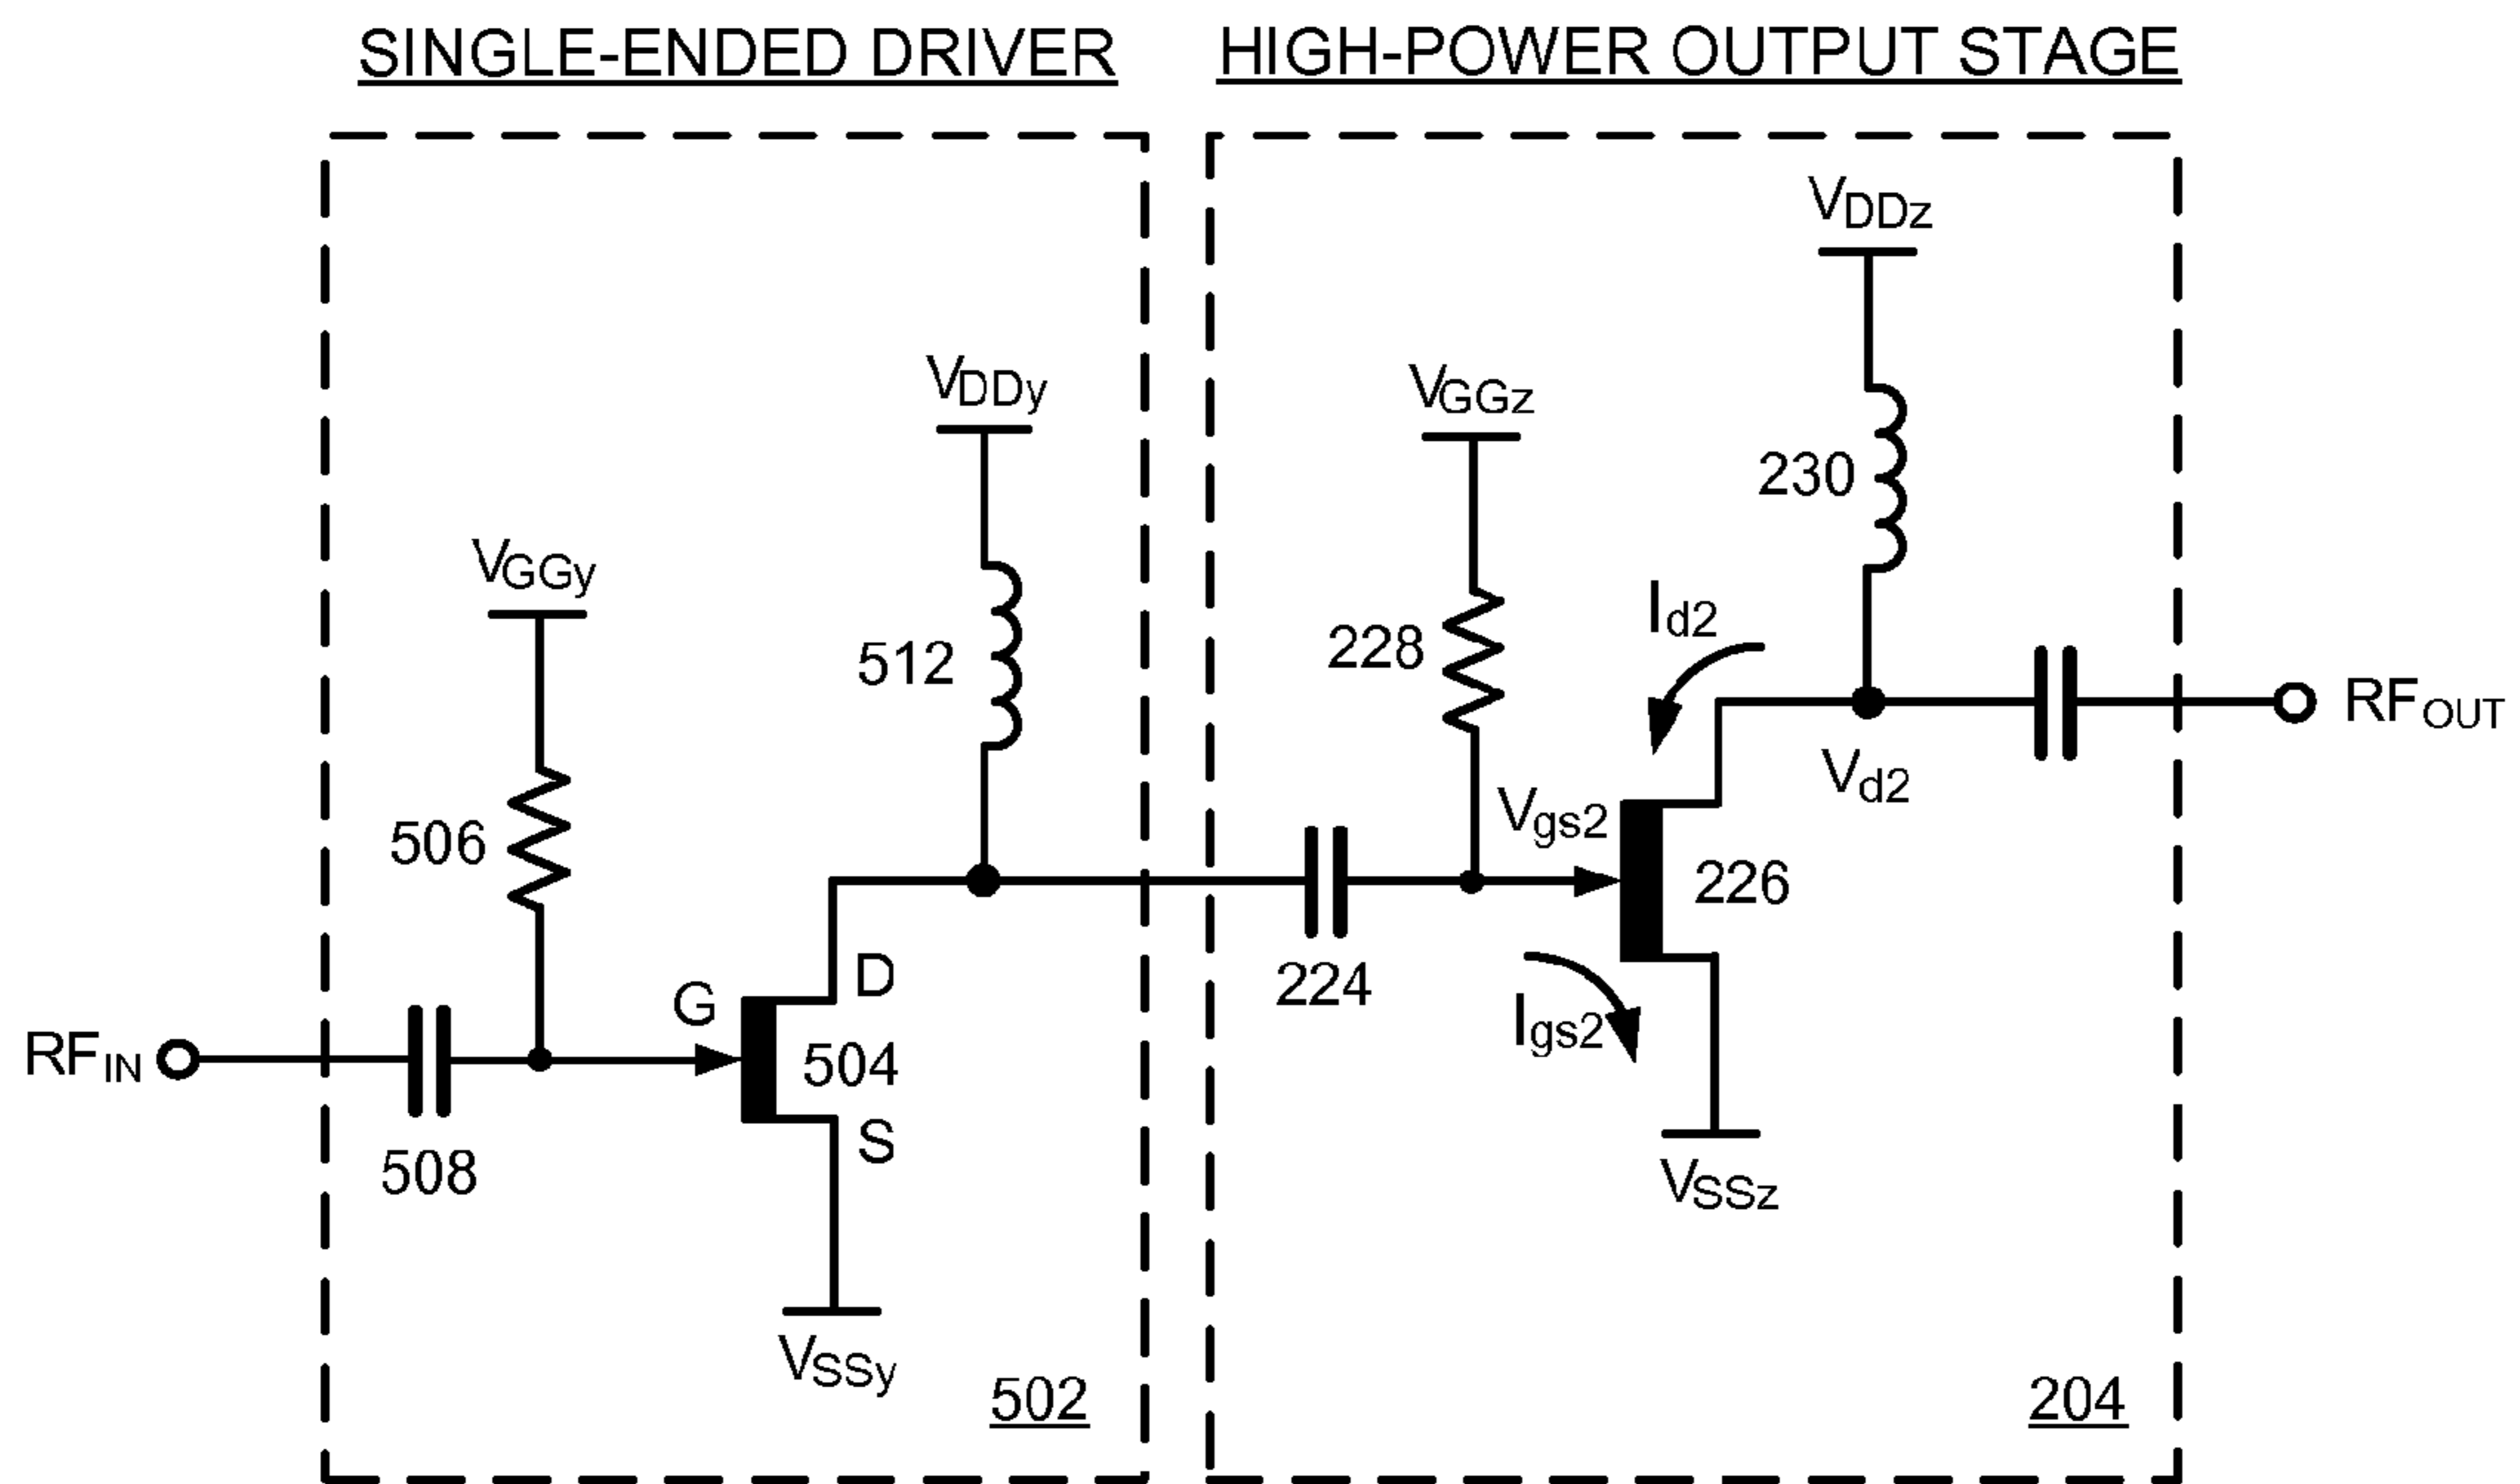 SINGLE-ENDED DRIVER
HIGH-POWER OUTPUT STAGE
VDDz
VDDy
VGGz
230
VGGy
Id2
228
512
RFOUT
Vd2
Vgs2
506
226
D
224
G
Igs2
RFIN
504
S
508
VSSz
VSSy
502
204